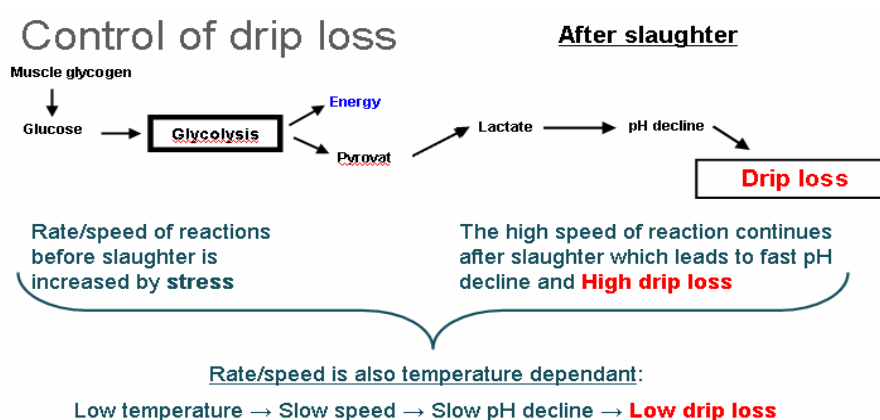 Control of drip loss
After slaughter
Muscle glycogen
Energy
Glucose
Glycolysis
Lactate
pH decline
Pyrovat
Drip loss
Rate/speed of reactions
before slaughter is
increased by stress
The high speed of reaction continues
after slaughter which leads to fast pH
decline and High drip loss
Rate/speed is also temperature dependant:
Low temperature → Slow speed → Slow pH decline → Low drip loss